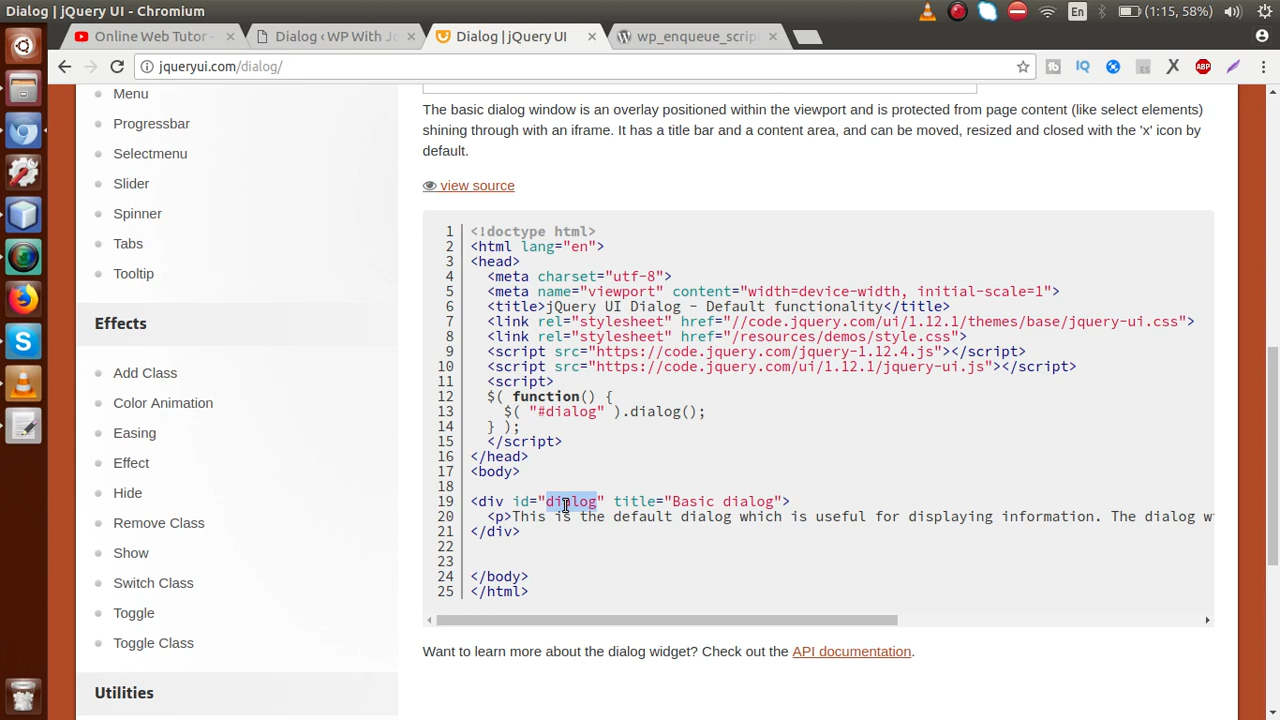 Dialog | jQuery UI - Chromium
En
(1:15, 58%)
Online Web Tutor -
Dialog ‹ WP With Jo
Dialog | jQuery UI
wp_enqueue_scrip
jqueryui.com/dialog/
IQ
ABP
Menu
Progressbar
Selectmenu
Slider
Spinner
Tabs
Tooltip
Effects
Add Class
Color Animation
Easing
Effect
Hide
Remove Class
Show
Switch Class
Toggle
Toggle Class
Utilities
The basic dialog window is an overlay positioned within the viewport and is protected from page content (like select elements)
shining through with an iframe. It has a title bar and a content area, and can be moved, resized and closed with the 'x' icon by
default.
view source
1 <!doctype html>
2 <html lang="en">
3 <head>
4 <meta charset="utf-8">
5 <meta name="viewport" content="width=device-width, initial-scale=1">
6 <title>jQuery UI Dialog - Default functionality</title>
7 <link rel="stylesheet" href="//code.jquery.com/ui/1.12.1/themes/base/jquery-ui.css">
8 <link rel="stylesheet" href="/resources/demos/style.css">
9 <script src="https://code.jquery.com/jquery-1.12.4.js"></script>
10 <script src="https://code.jquery.com/ui/1.12.1/jquery-ui.js"></script>
11 <script>
12 $( function() {
13 $( "#dialog" ).dialog();
14 } );
15 </script>
16 </head>
17 <body>
18
19 <div id="dialog" title="Basic dialog">
20 <p>This is the default dialog which is useful for displaying information. The dialog w
21 </div>
22
23
24 </body>
25 </html>
Want to learn more about the dialog widget? Check out the API documentation.